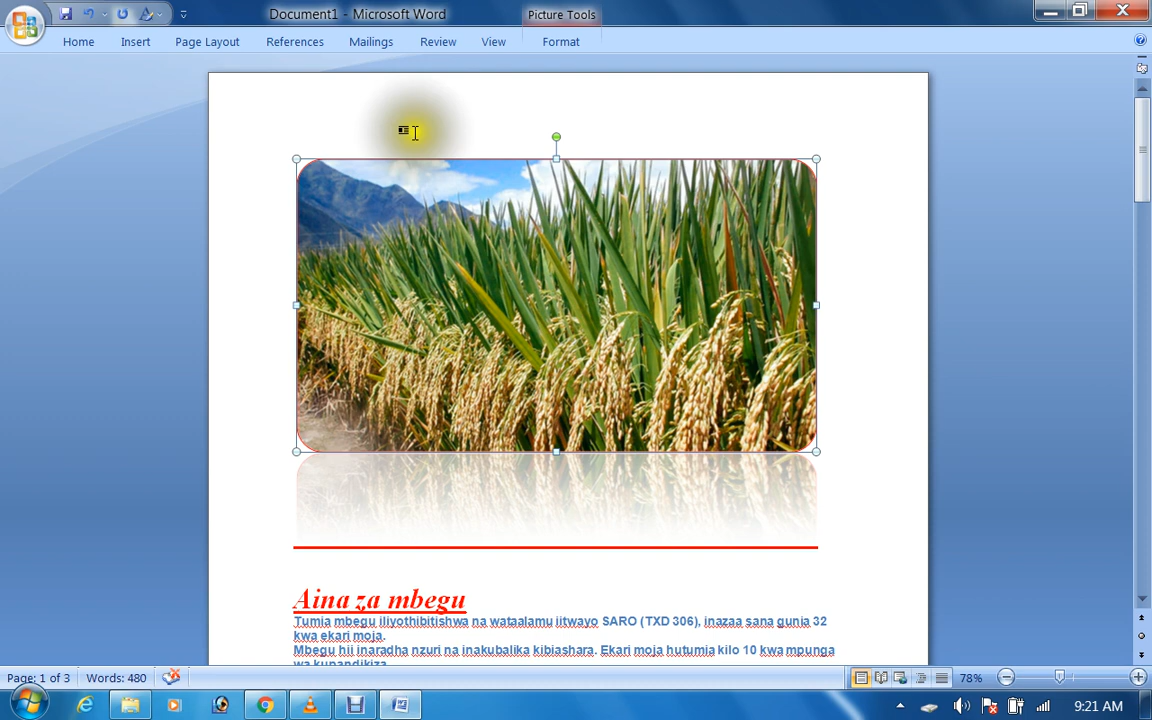 Document1 - Microsoft Word
Picture Tools
Home
Insert
Page Layout
References
Mailings
Review
View
Format
Aina za mbegu
Tumia mbegu iliyothibitishwa na wataalamu iitwayo SARO (TXD 306), inazaa sana gunia 32
kwa ekari moja.
Mbegu hii inaradha nzuri na inakubalika kibiashara. Ekari moja hutumia kilo 10 kwa mpunga
wa kupandikiza
Page: 1 of 3
Words: 480
78%
9:21 AM